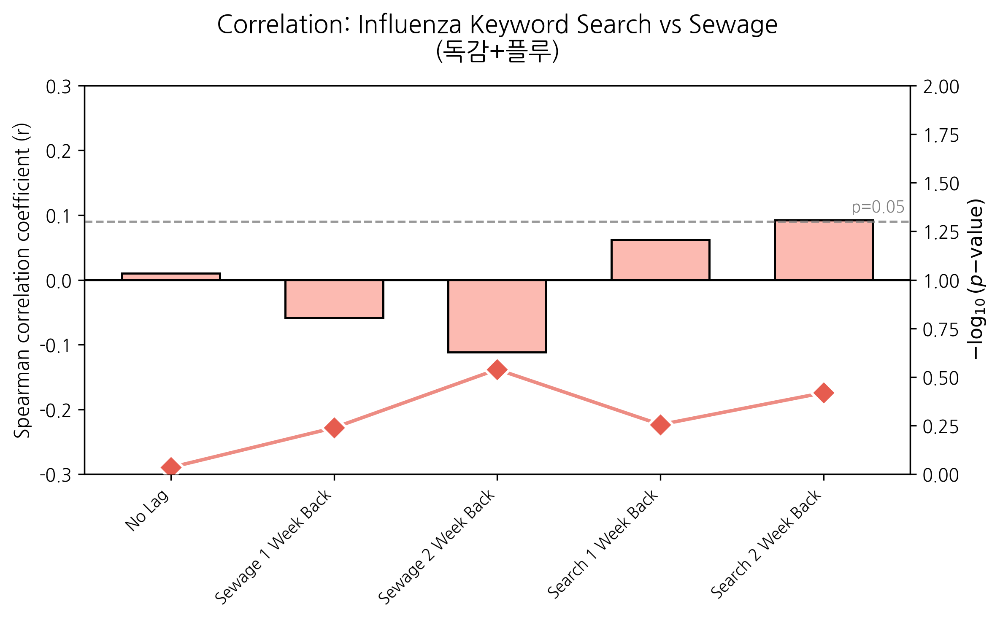 Correlation: Influenza Keyword Search vs Sewage
(독감+플루)
Spearman correlation coefficient (r)
0.3
0.2
0.1
0.0
-0.1
-0.2
-0.3
2.00
1.75
1.50
1.25
1.00
0.75
0.50
0.25
0.00
−log₁₀(p−value)
p=0.05
No Lag
Sewage 1 Week Back
Sewage 2 Week Back
Search 1 Week Back
Search 2 Week Back